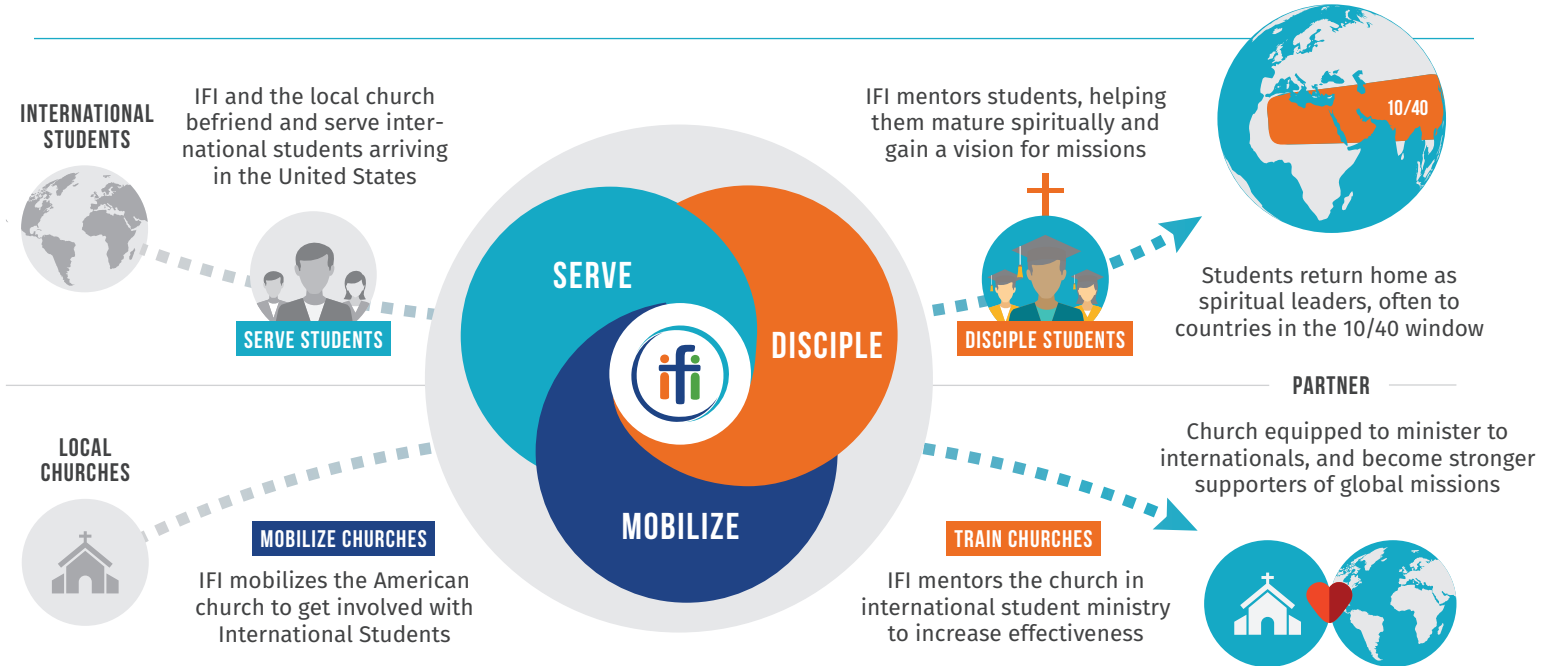 INTERNATIONAL
STUDENTS
IFI and the local church
befriend and serve inter-
national students arriving
in the United States
SERVE STUDENTS
SERVE
DISCIPLE
MOBILIZE
ifi
IFI mentors students, helping
them mature spiritually and
gain a vision for missions
DISCIPLE STUDENTS
10/40
Students return home as
spiritual leaders, often to
countries in the 10/40 window
PARTNER
LOCAL
CHURCHES
MOBILIZE CHURCHES
IFI mobilizes the American
church to get involved with
International Students
TRAIN CHURCHES
IFI mentors the church in
international student ministry
to increase effectiveness
Church equipped to minister to
internationals, and become stronger
supporters of global missions